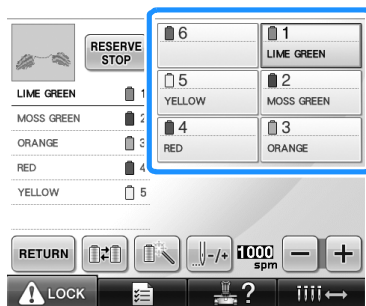 RESERVE
STOP
LIME GREEN 1
MOSS GREEN 2
ORANGE 3
RED 4
YELLOW 5
6
1
LIME GREEN
5
YELLOW
2
MOSS GREEN
4
RED
3
ORANGE
RETURN
-/+
1000
spm
− +
LOCK
?